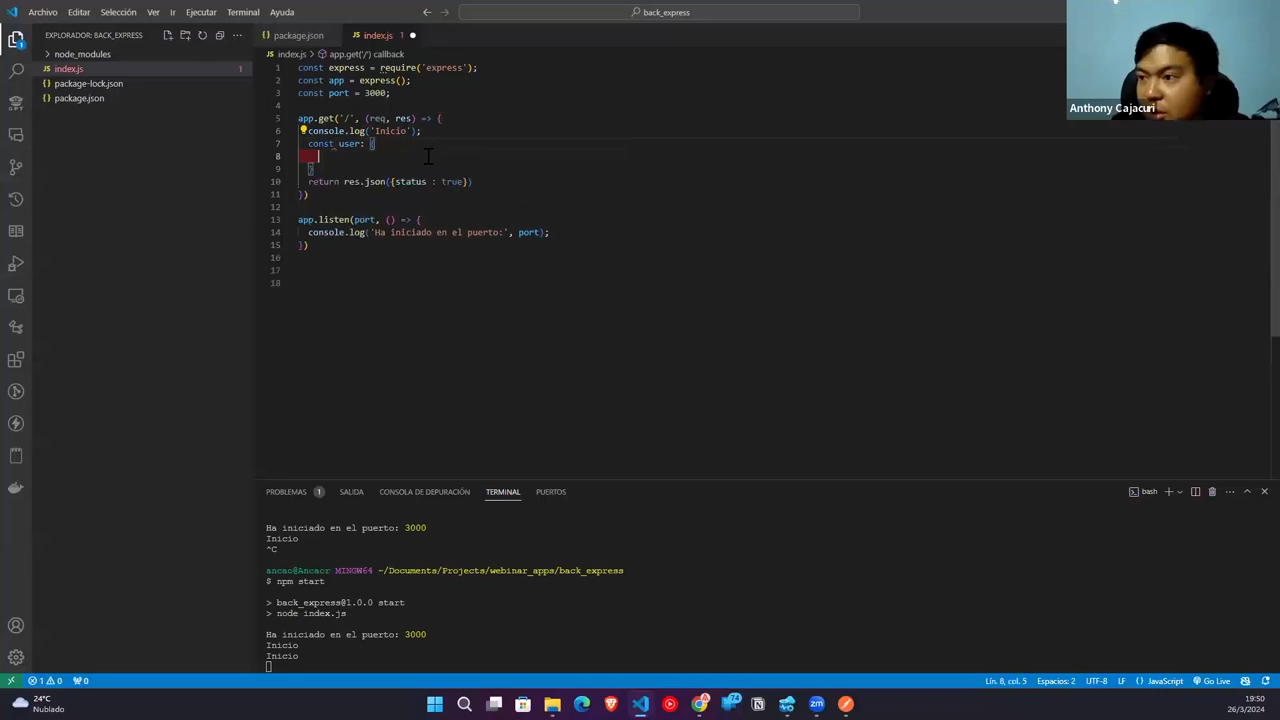 Archivo Editar Selección Ver Ir Ejecutar Terminal Ayuda
back_express
EXPLORADOR: BACK_EXPRESS
node_modules
index.js 1
package-lock.json
package.json
package.json
index.js 1
index.js > app.get('/') callback
1 const express = require('express');
2 const app = express();
3 const port = 3000;
4
5 app.get('/', (req, res) => {
6 console.log('Inicio');
7 const user: {
8
9 }
10 return res.json({status : true})
11 })
12
13 app.listen(port, () => {
14 console.log('Ha iniciado en el puerto:', port);
15 })
16
17
18
Anthony Cajacuri
PROBLEMAS 1 SALIDA CONSOLA DE DEPURACIÓN TERMINAL PUERTOS
bash
Ha iniciado en el puerto: 3000
Inicio
^C
ancao@Ancacr MINGW64 ~/Documents/Projects/webinar_apps/back_express
$ npm start
> back_express@1.0.0 start
> node index.js
Ha iniciado en el puerto: 3000
Inicio
Inicio
1 0 0
Lín. 8, col. 5 Espacios: 2 UTF-8 LF {} JavaScript Go Live
24°C
Nublado
74
19:50
26/3/2024